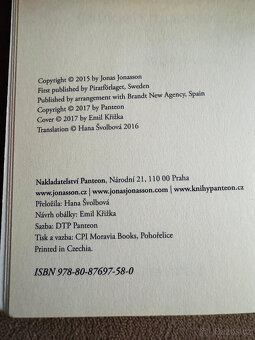 Copyright © 2015 by Jonas Jonasson
First published by Piratförlaget, Sweden
Published by arrangement with Brandt New Agency, Spain
Copyright © 2017 by Panteon
Cover © 2017 by Emil Křižka
Translation © Hana Švolbová 2016
Nakladatelství Panteon, Národní 21, 110 00 Praha
www.jonasson.cz | www.jonasjonasson.com | www.knihypanteon.cz
Přeložila: Hana Švolbová
Návrh obálky: Emil Křižka
Sazba: DTP Panteon
Tisk a vazba: CPI Moravia Books, Pohořelice
Printed in Czechia.
ISBN 978-80-87697-58-0